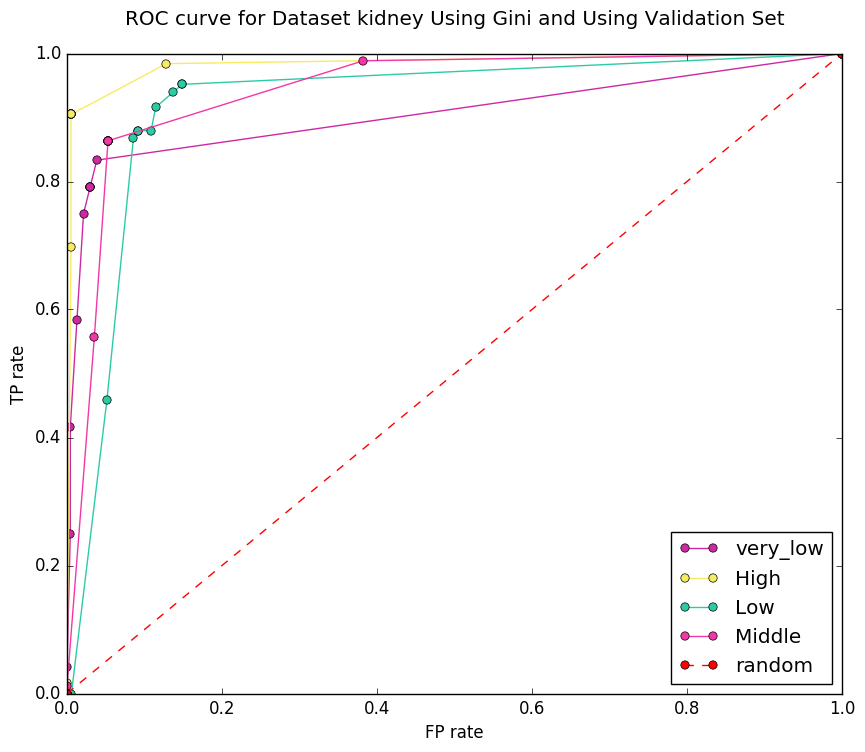 ROC curve for Dataset kidney Using Gini and Using Validation Set
1.0
0.8
0.6
0.4
0.2
0.0
TP rate
0.0 0.2 0.4 0.6 0.8 1.0
FP rate
very_low
High
Low
Middle
random